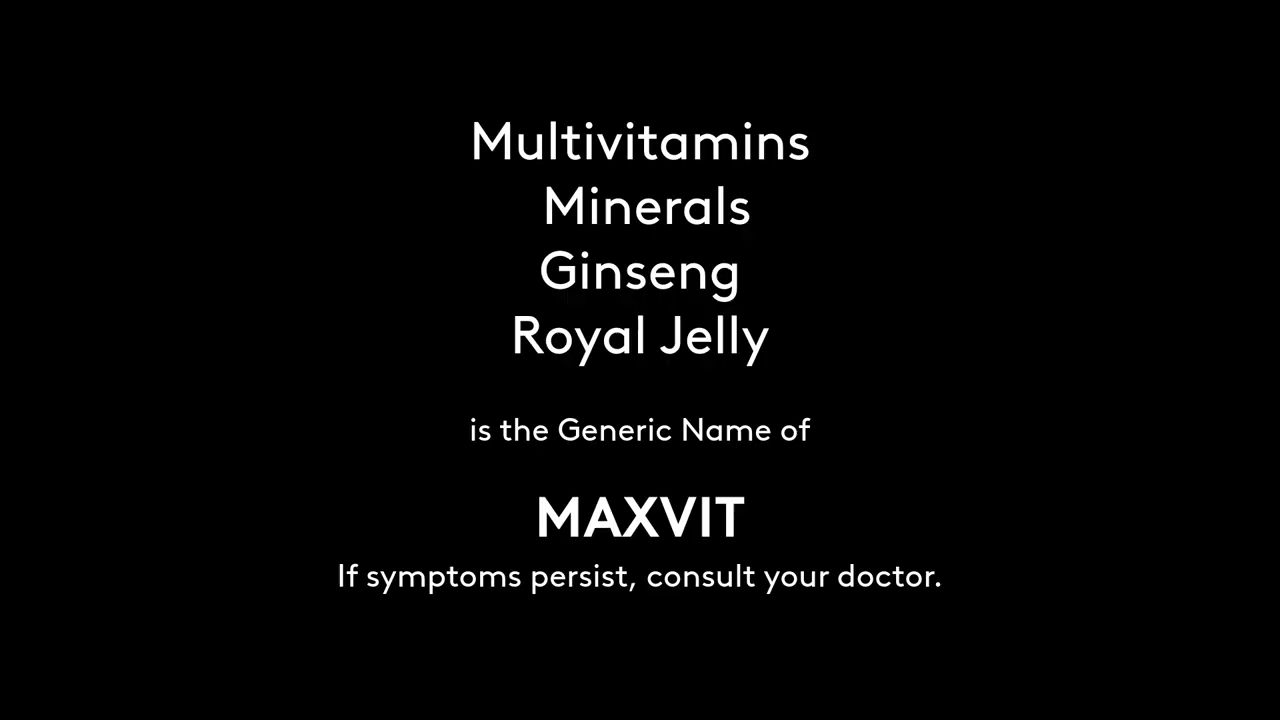 Multivitamins
Minerals
Ginseng
Royal Jelly
is the Generic Name of
MAXVIT
If symptoms persist, consult your doctor.